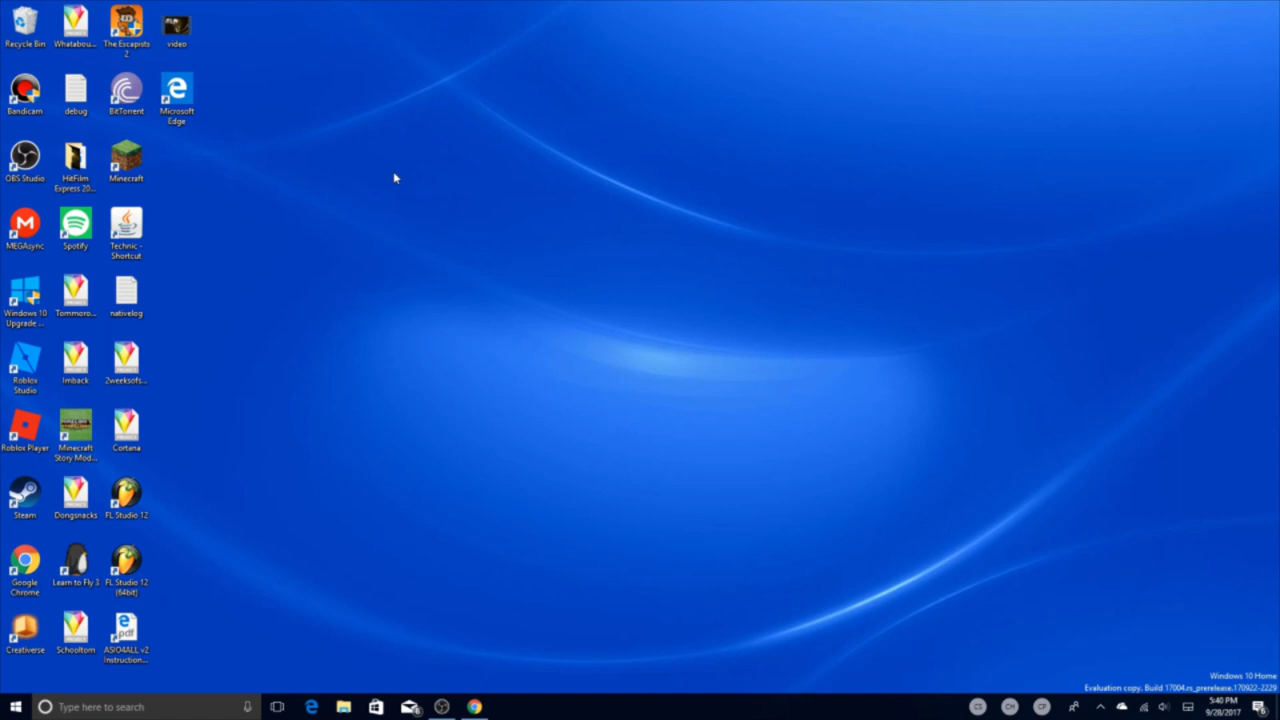 Recycle Bin
Whatabou...
The Escapists
2
video
Bandicam
debug
BitTorrent
Microsoft
Edge
OBS Studio
HitFilm
Express 20...
Minecraft
MEGAsync
Spotify
Technic -
Shortcut
Windows 10
Upgrade ...
Tommoro...
nativelog
Roblox
Studio
Imback
2weeksofs...
Roblox Player
Minecraft
Story Mod...
Cortana
Steam
Dongsnacks
FL Studio 12
Google
Chrome
Learn to Fly 3
FL Studio 12
(64bit)
Creativerse
Schooltom
pdf
ASIO4ALL v2
Instruction...
Windows 10 Home
Evaluation copy. Build 17004.rs_prerelease.170922-2229
Type here to search
CS
CH
CP
5:40 PM
9/28/2017